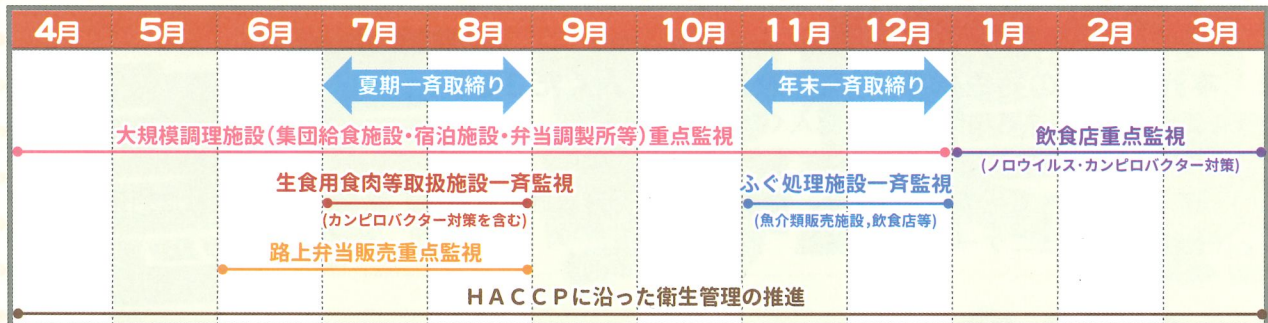 4月 5月 6月 7月 8月 9月 10月 11月 12月 1月 2月 3月
夏期一斉取締り 年末一斉取締り
大規模調理施設(集団給食施設・宿泊施設・弁当調製所等)重点監視 飲食店重点監視
(ノロウイルス・カンピロバクター対策)
生食用食肉等取扱施設一斉監視 ふぐ処理施設一斉監視
(カンピロバクター対策を含む) (魚介類販売施設,飲食店等)
路上弁当販売重点監視
HACCPに沿った衛生管理の推進